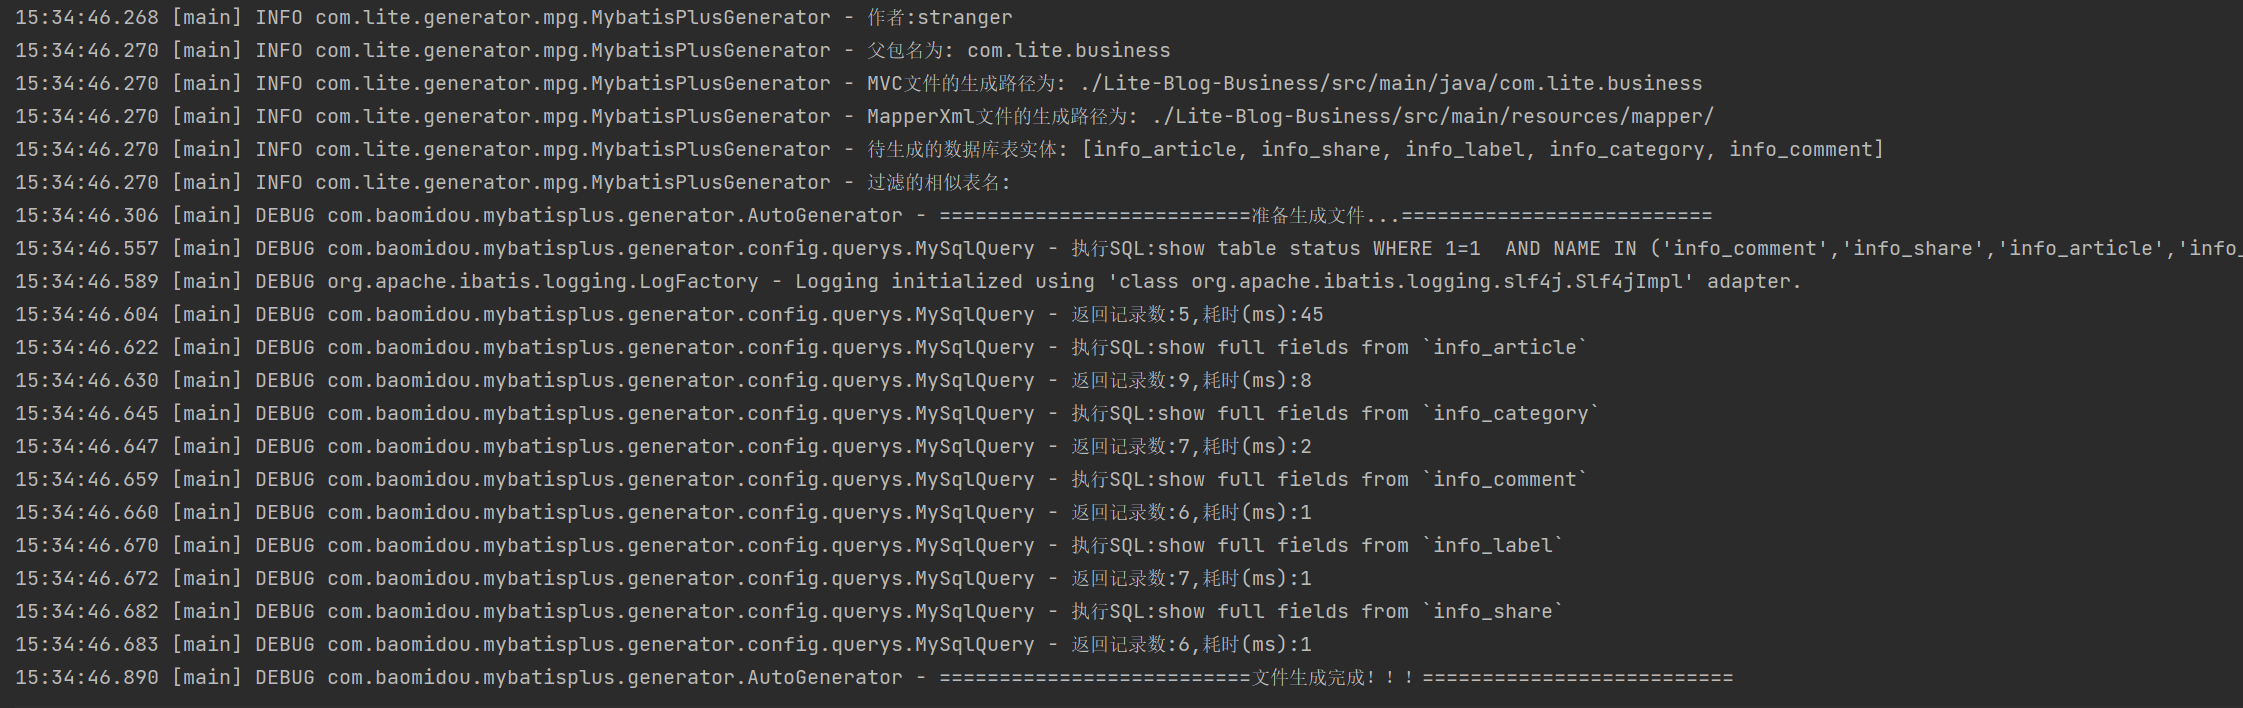 15:34:46.268 [main] INFO com.lite.generator.mpg.MybatisPlusGenerator - 作者:stranger
15:34:46.270 [main] INFO com.lite.generator.mpg.MybatisPlusGenerator - 父包名为: com.lite.business
15:34:46.270 [main] INFO com.lite.generator.mpg.MybatisPlusGenerator - MVC文件的生成路径为: ./Lite-Blog-Business/src/main/java/com.lite.business
15:34:46.270 [main] INFO com.lite.generator.mpg.MybatisPlusGenerator - MapperXml文件的生成路径为: ./Lite-Blog-Business/src/main/resources/mapper/
15:34:46.270 [main] INFO com.lite.generator.mpg.MybatisPlusGenerator - 待生成的数据库表实体: [info_article, info_share, info_label, info_category, info_comment]
15:34:46.270 [main] INFO com.lite.generator.mpg.MybatisPlusGenerator - 过滤的相似表名:
15:34:46.306 [main] DEBUG com.baomidou.mybatisplus.generator.AutoGenerator - ==========================准备生成文件...==========================
15:34:46.557 [main] DEBUG com.baomidou.mybatisplus.generator.config.querys.MySqlQuery - 执行SQL:show table status WHERE 1=1  AND NAME IN ('info_comment','info_share','info_article','info_
15:34:46.589 [main] DEBUG org.apache.ibatis.logging.LogFactory - Logging initialized using 'class org.apache.ibatis.logging.slf4j.Slf4jImpl' adapter.
15:34:46.604 [main] DEBUG com.baomidou.mybatisplus.generator.config.querys.MySqlQuery - 返回记录数:5,耗时(ms):45
15:34:46.622 [main] DEBUG com.baomidou.mybatisplus.generator.config.querys.MySqlQuery - 执行SQL:show full fields from `info_article`
15:34:46.630 [main] DEBUG com.baomidou.mybatisplus.generator.config.querys.MySqlQuery - 返回记录数:9,耗时(ms):8
15:34:46.645 [main] DEBUG com.baomidou.mybatisplus.generator.config.querys.MySqlQuery - 执行SQL:show full fields from `info_category`
15:34:46.647 [main] DEBUG com.baomidou.mybatisplus.generator.config.querys.MySqlQuery - 返回记录数:7,耗时(ms):2
15:34:46.659 [main] DEBUG com.baomidou.mybatisplus.generator.config.querys.MySqlQuery - 执行SQL:show full fields from `info_comment`
15:34:46.660 [main] DEBUG com.baomidou.mybatisplus.generator.config.querys.MySqlQuery - 返回记录数:6,耗时(ms):1
15:34:46.670 [main] DEBUG com.baomidou.mybatisplus.generator.config.querys.MySqlQuery - 执行SQL:show full fields from `info_label`
15:34:46.672 [main] DEBUG com.baomidou.mybatisplus.generator.config.querys.MySqlQuery - 返回记录数:7,耗时(ms):1
15:34:46.682 [main] DEBUG com.baomidou.mybatisplus.generator.config.querys.MySqlQuery - 执行SQL:show full fields from `info_share`
15:34:46.683 [main] DEBUG com.baomidou.mybatisplus.generator.config.querys.MySqlQuery - 返回记录数:6,耗时(ms):1
15:34:46.890 [main] DEBUG com.baomidou.mybatisplus.generator.AutoGenerator - ==========================文件生成完成！！！==========================